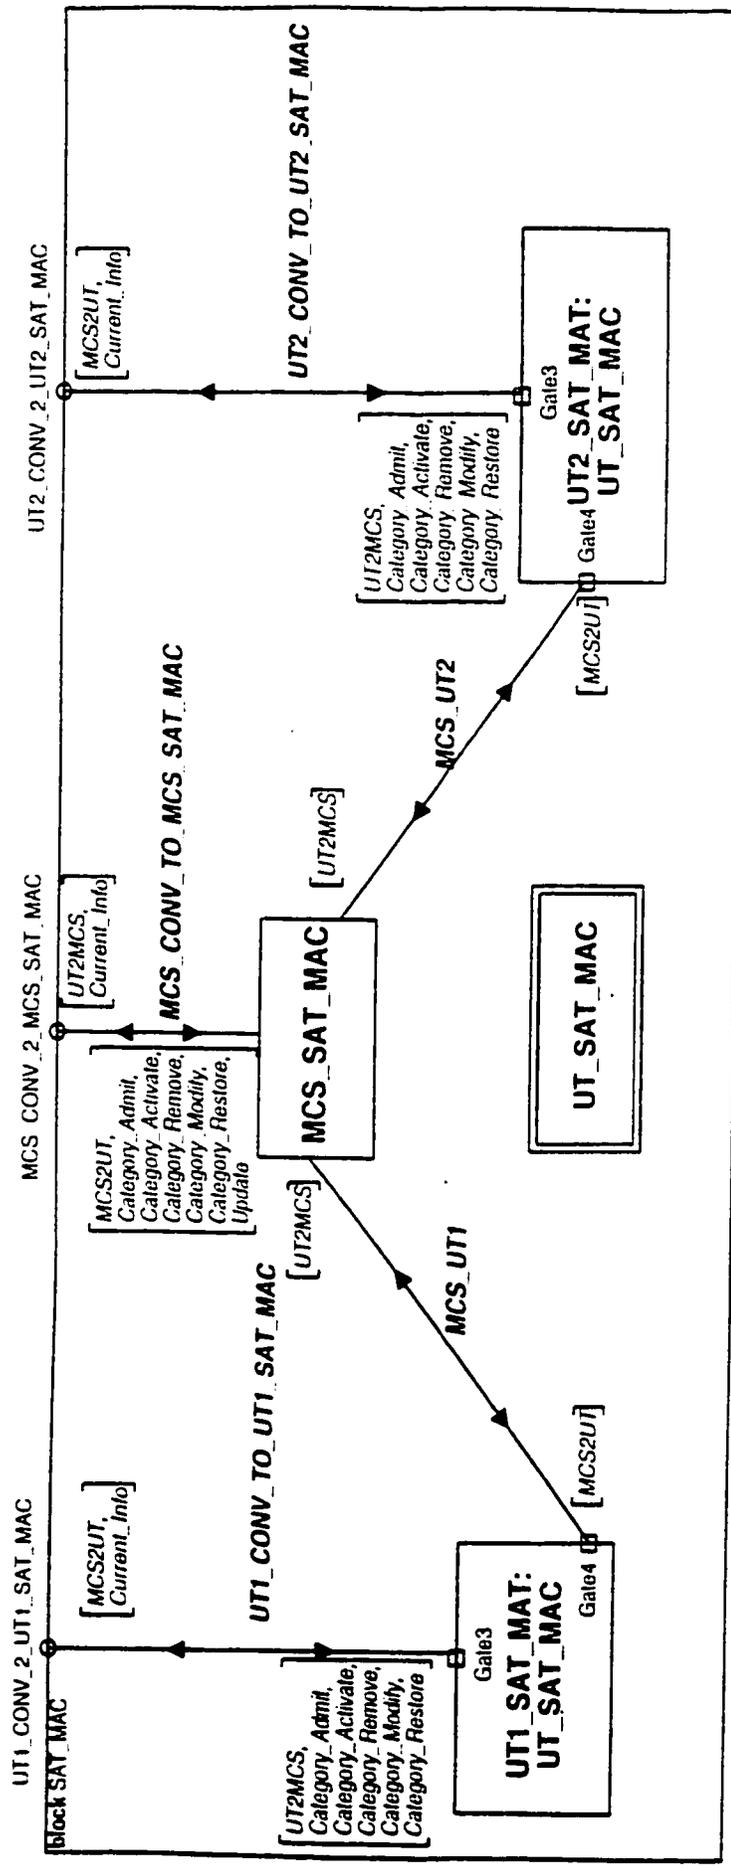 UT1_CONV_2_UT1_SAT_MAC
MCS CONV_2_MCS_SAT_MAC
UT2_CONV_2_UT2_SAT_MAC
block SAT_MAC
[MCS2UT,
Current_Info]
[UT2MCS,
Current_Info]
[MCS2UT,
Current_Info]
UT1_CONV_TO_UT1_SAT_MAC
MCS_CONV_TO_MCS_SAT_MAC
UT2_CONV_TO_UT2_SAT_MAC
[MCS2UT,
Category_Admit,
Category_Activate,
Category_Remove,
Category_Modify,
Category_Restore,
Update]
[UT2MCS]
MCS_SAT_MAC
[UT2MCS]
[UT2MCS,
Category_Admit,
Category_Activate,
Category_Remove,
Category_Modify,
Category_Restore]
MCS_UT1
MCS_UT2
[UT2MCS,
Category_Admit,
Category_Activate,
Category_Remove,
Category_Modify,
Category_Restore]
Gate3
UT1_SAT_MAT:
UT_SAT_MAC
Gate4
[MCS2UT]
UT_SAT_MAC
[MCS2UT]
Gate4
Gate3
UT2_SAT_MAT:
UT_SAT_MAC